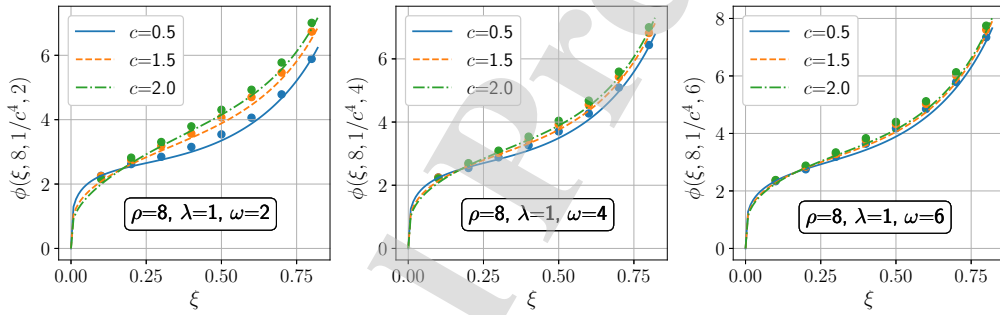 ϕ(ξ, 8, 1/c⁴, 2)
6
4
2
0
c=0.5
c=1.5
c=2.0
ρ=8, λ=1, ω=2
0.00 0.25 0.50 0.75
ξ
ϕ(ξ, 8, 1/c⁴, 4)
6
4
2
0
c=0.5
c=1.5
c=2.0
ρ=8, λ=1, ω=4
0.00 0.25 0.50 0.75
ξ
ϕ(ξ, 8, 1/c⁴, 6)
8
6
4
2
0
c=0.5
c=1.5
c=2.0
ρ=8, λ=1, ω=6
0.00 0.25 0.50 0.75
ξ